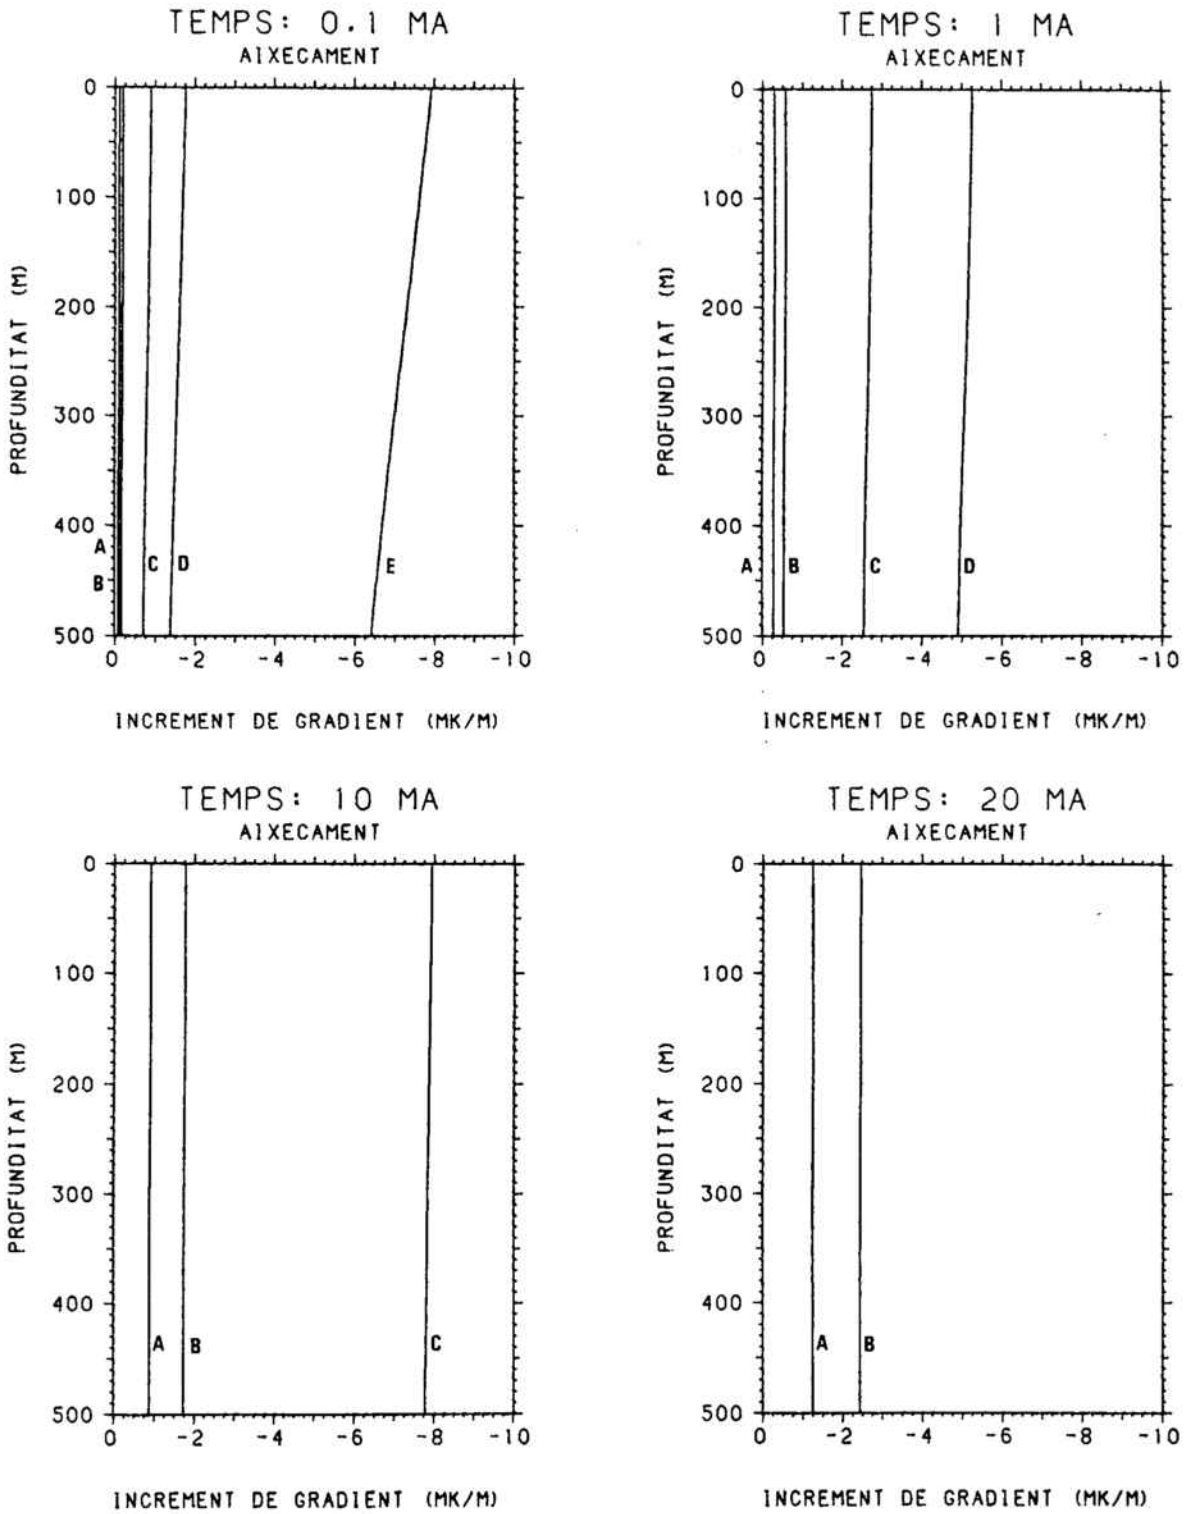 TEMPS: 0.1 MA
AIXECAMENT
0
100
200
300
400
500
PROFUNDITAT (M)
A
B
C
D
E
0 -2 -4 -6 -8 -10
INCREMENT DE GRADIENT (MK/M)
TEMPS: 1 MA
AIXECAMENT
0
100
200
300
400
500
PROFUNDITAT (M)
A B C D
0 -2 -4 -6 -8 -10
INCREMENT DE GRADIENT (MK/M)
TEMPS: 10 MA
AIXECAMENT
0
100
200
300
400
500
PROFUNDITAT (M)
A B C
0 -2 -4 -6 -8 -10
INCREMENT DE GRADIENT (MK/M)
TEMPS: 20 MA
AIXECAMENT
0
100
200
300
400
500
PROFUNDITAT (M)
A B
0 -2 -4 -6 -8 -10
INCREMENT DE GRADIENT (MK/M)